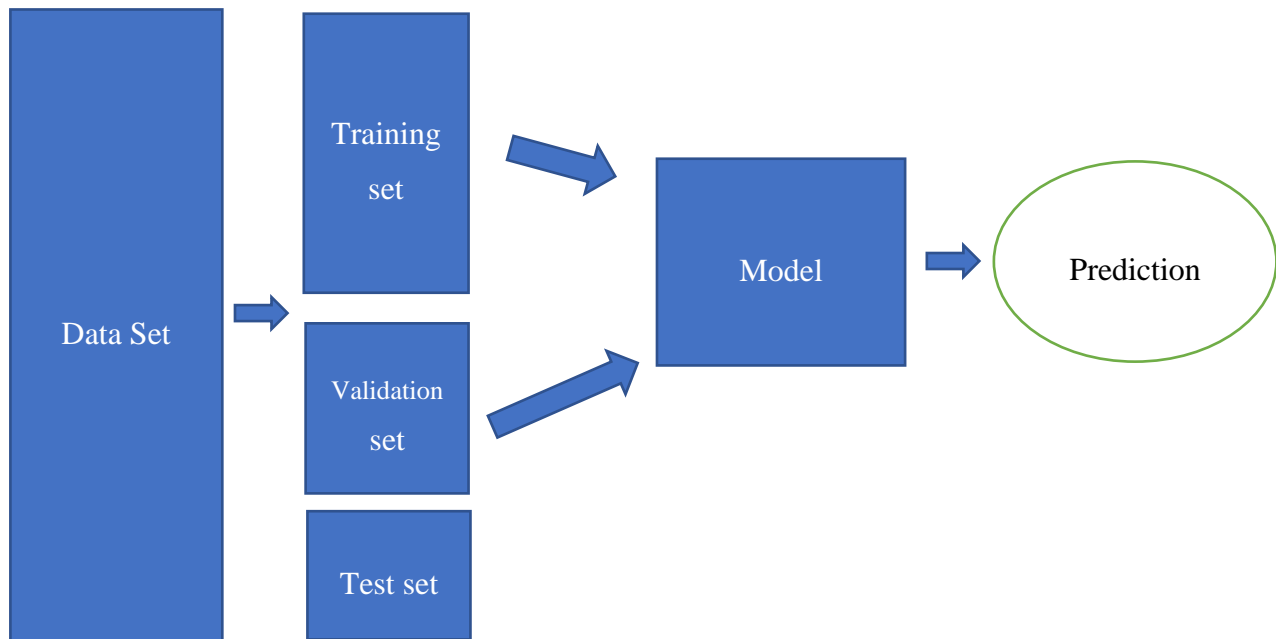 Data Set
Training
set
Validation
set
Test set
Model
Prediction